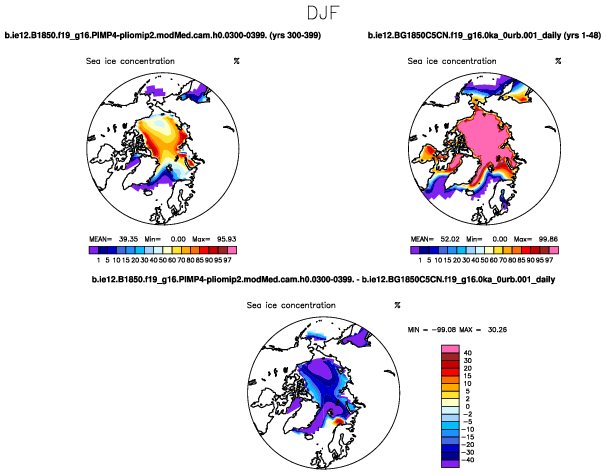 DJF
b.ie12.B1850.f19_g16.PIMP4-pliomip2.modMed.cam.h0.0300-0399. (yrs 300-399)
b.ie12.BG1850C5CN.f19_g16.0ka_0urb.001_daily (yrs 1-48)
Sea ice concentration %
Sea ice concentration %
MEAN= 39.35 Min= 0.00 Max= 95.93
MEAN= 52.02 Min= 0.00 Max= 99.86
1 5 10 15 20 30 40 50 60 70 80 85 90 95 97
1 5 10 15 20 30 40 50 60 70 80 85 90 95 97
b.ie12.B1850.f19_g16.PIMP4-pliomip2.modMed.cam.h0.0300-0399. - b.ie12.BG1850C5CN.f19_g16.0ka_0urb.001_daily
Sea ice concentration %
MIN = -99.08 MAX = 30.26
40
30
20
15
10
5
2
0
-2
-5
-10
-15
-20
-30
-40